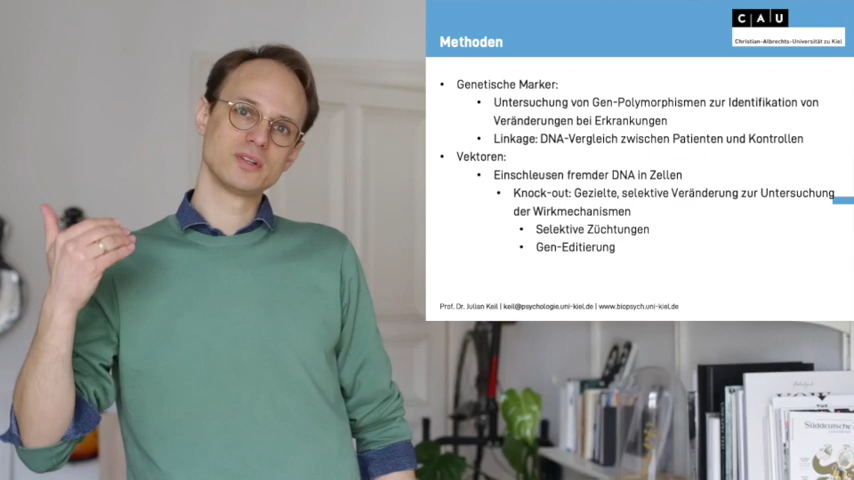 Methoden
CAU
Christian-Albrechts-Universität zu Kiel
• Genetische Marker:
• Untersuchung von Gen-Polymorphismen zur Identifikation von
Veränderungen bei Erkrankungen
• Linkage: DNA-Vergleich zwischen Patienten und Kontrollen
• Vektoren:
• Einschleusen fremder DNA in Zellen
• Knock-out: Gezielte, selektive Veränderung zur Untersuchung
der Wirkmechanismen
• Selektive Züchtungen
• Gen-Editierung
Prof. Dr. Julian Keil | keil@psychologie.uni-kiel.de | www.biopsych.uni-kiel.de
Süddeutsche